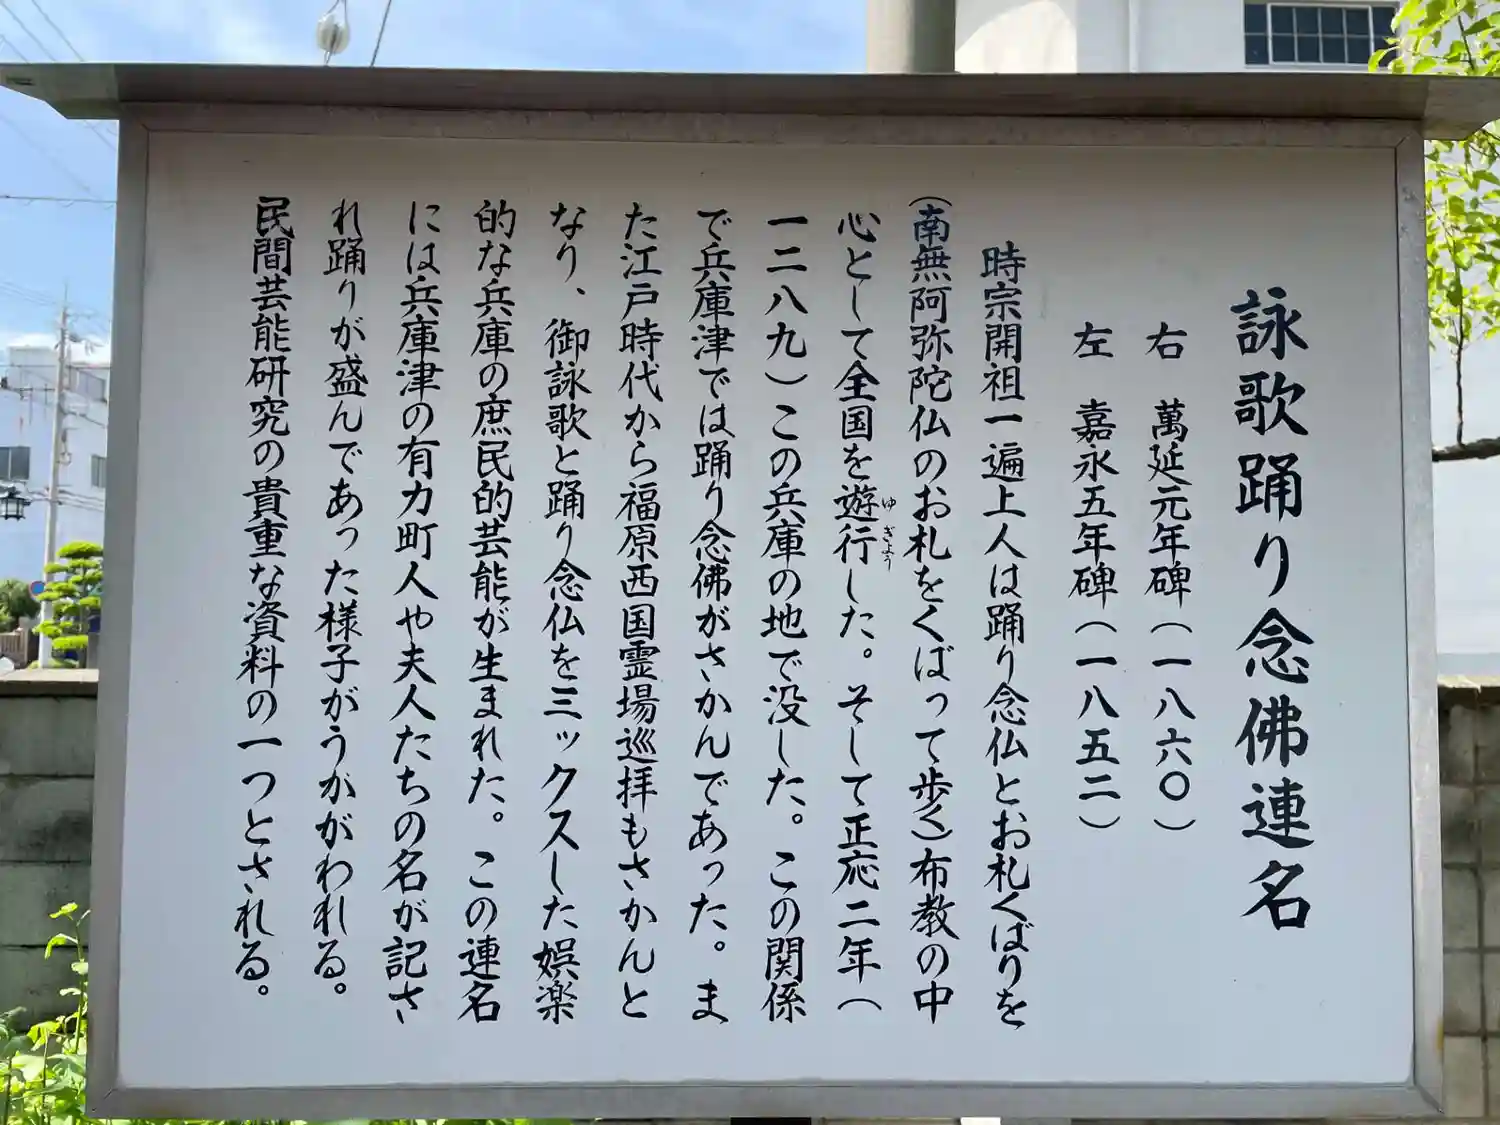 詠歌踊り念佛連名
右　萬延元年碑（一八六〇）
左　嘉永五年碑（一八五二）
時宗開祖一遍上人は踊り念仏とお札くばりを
（南無阿弥陀仏のお札をくばって歩く）布教の中
心として全国を遊行した。そして正応二年（
ゆぎょう
一二八九）この兵庫の地で没した。この関係
で兵庫津では踊り念佛がさかんであった。ま
た江戸時代から福原西国霊場巡拝もさかんと
なり、御詠歌と踊り念仏を三ックスした娯楽
的な兵庫の庶民的芸能が生まれた。この連名
には兵庫津の有力町人や夫人たちの名が記さ
れ踊りが盛んであった様子がうががわれる。
民間芸能研究の貴重な資料の一つとされる。